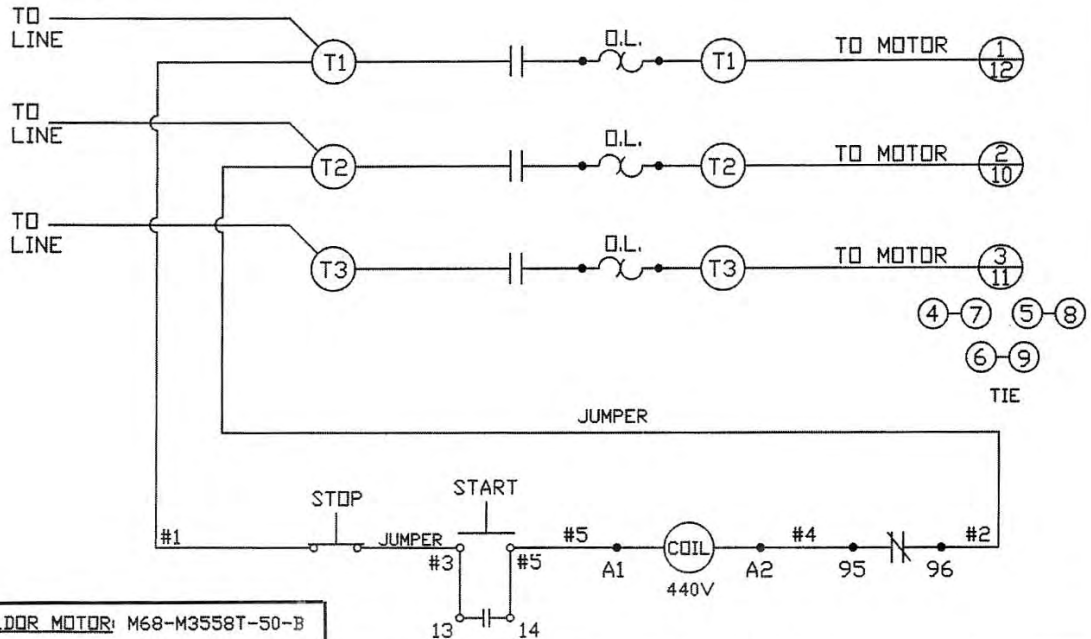 TO
LINE
T1
O.L.
T1
TO MOTOR
1
12
TO
LINE
T2
O.L.
T2
TO MOTOR
2
10
TO
LINE
T3
O.L.
T3
TO MOTOR
3
11
4 7 5 8
6 9
TIE
JUMPER
STOP
START
#1
JUMPER
#3
#5
#5
A1
COIL
440V
A2
#4
95
96
#2
13
14
MOTOR: M68-M3558T-50-B